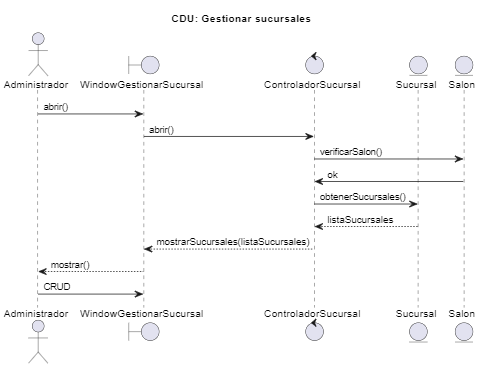 CDU: Gestionar sucursales
Administrador WindowGestionarSucursal ControladorSucursal Sucursal Salon
abrir()
abrir()
verificarSalon()
ok
obtenerSucursales()
listaSucursales
mostrarSucursales(listaSucursales)
mostrar()
CRUD
Administrador WindowGestionarSucursal ControladorSucursal Sucursal Salon